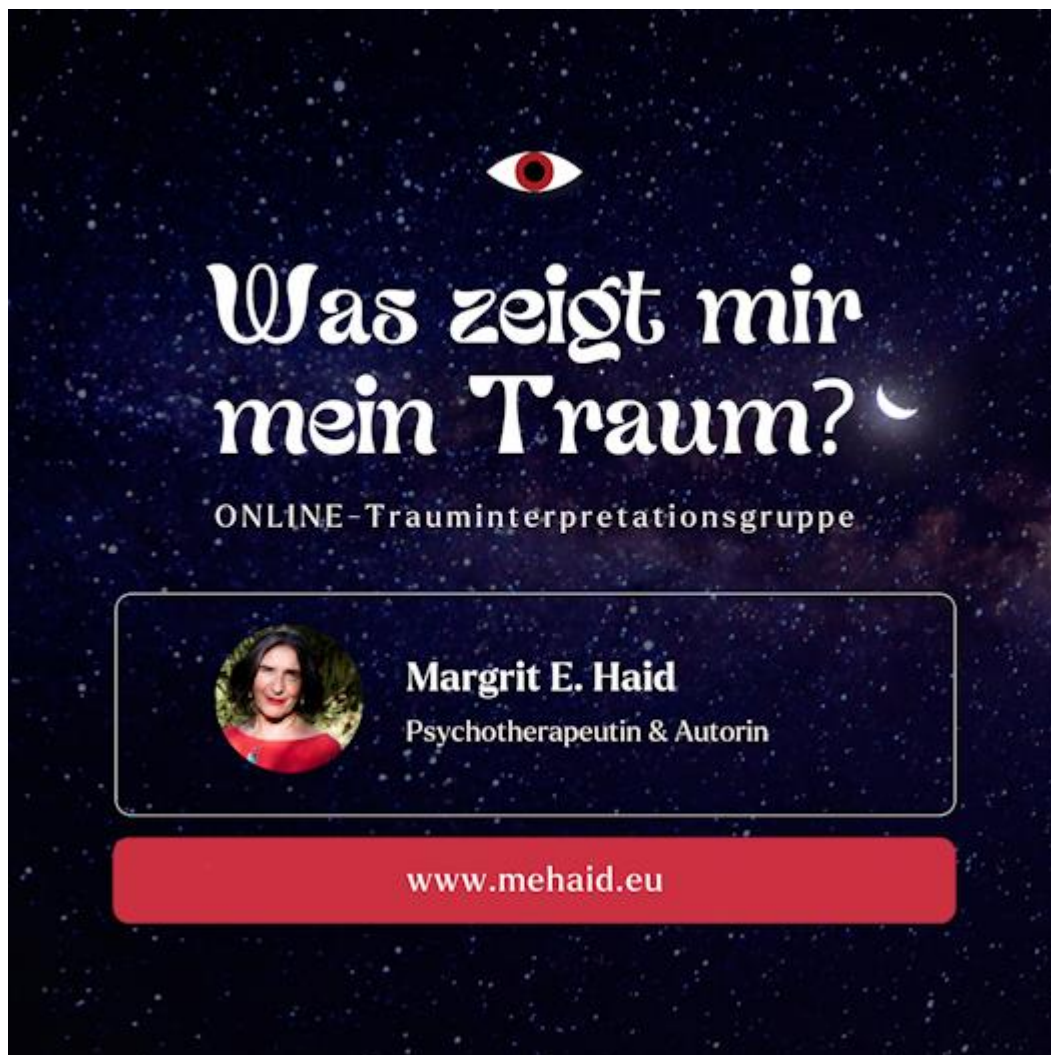 Was zeigt mir
mein Traum?
ONLINE-Trauminterpretationsgruppe
Margrit E. Haid
Psychotherapeutin & Autorin
www.mehaid.eu